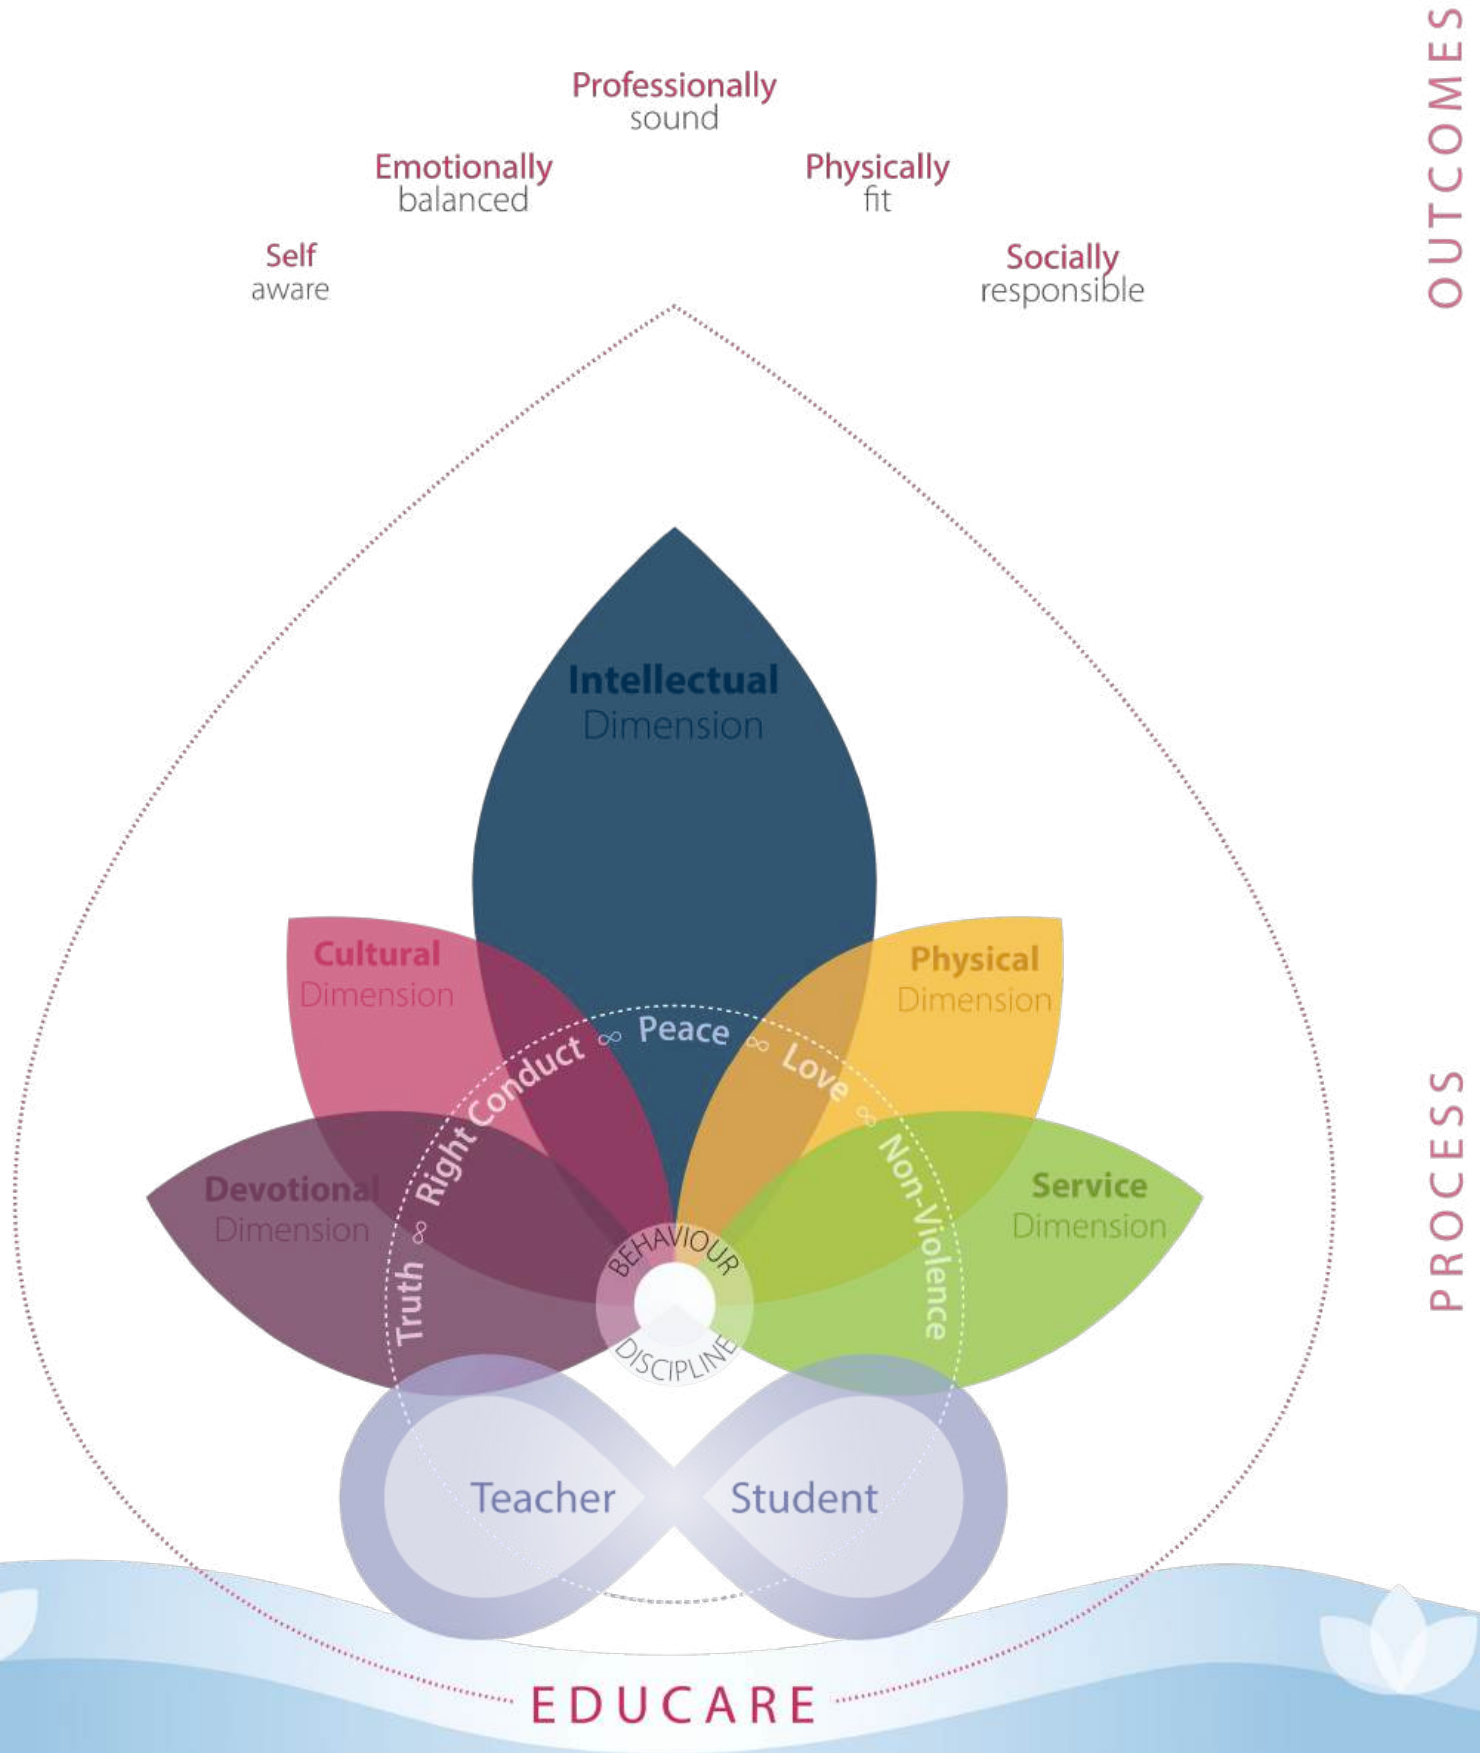 OUTCOMES
Professionally
sound
Emotionally
balanced
Physically
fit
Self
aware
Socially
responsible
Intellectual
Dimension
Cultural
Dimension
Physical
Dimension
Devotional
Dimension
Service
Dimension
Truth ∞ Right Conduct ∞ Peace ∞ Love ∞ Non-Violence
BEHAVIOUR
DISCIPLINE
PROCESS
Teacher
Student
EDUCARE